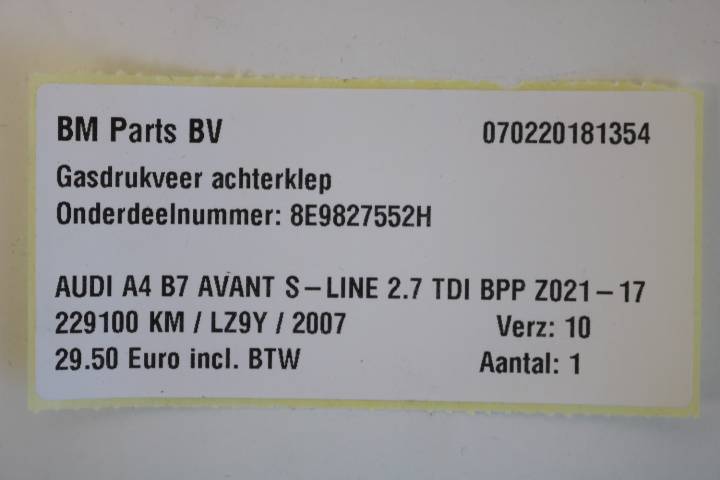 BM Parts BV 070220181354
Gasdrukveer achterklep
Onderdeelnummer: 8E9827552H
AUDI A4 B7 AVANT S-LINE 2.7 TDI BPP Z021-17
229100 KM / LZ9Y / 2007 Verz: 10
29.50 Euro incl. BTW Aantal: 1